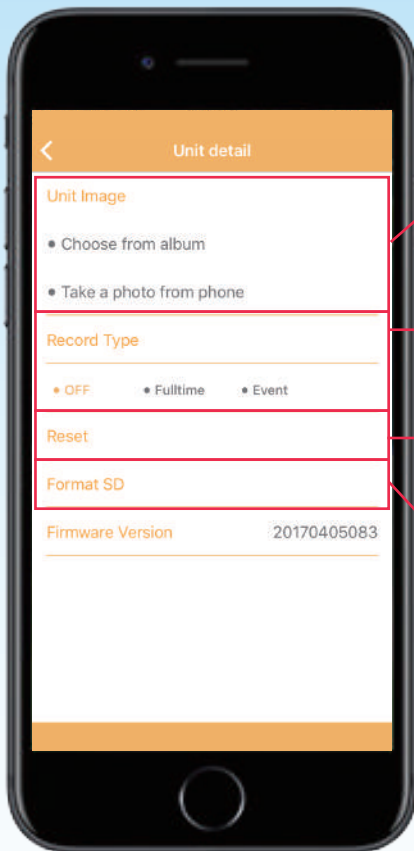 Unit detail
Unit Image
• Choose from album
• Take a photo from phone
Record Type
• OFF • Fulltime • Event
Reset
Format SD
Firmware Version 20170405083